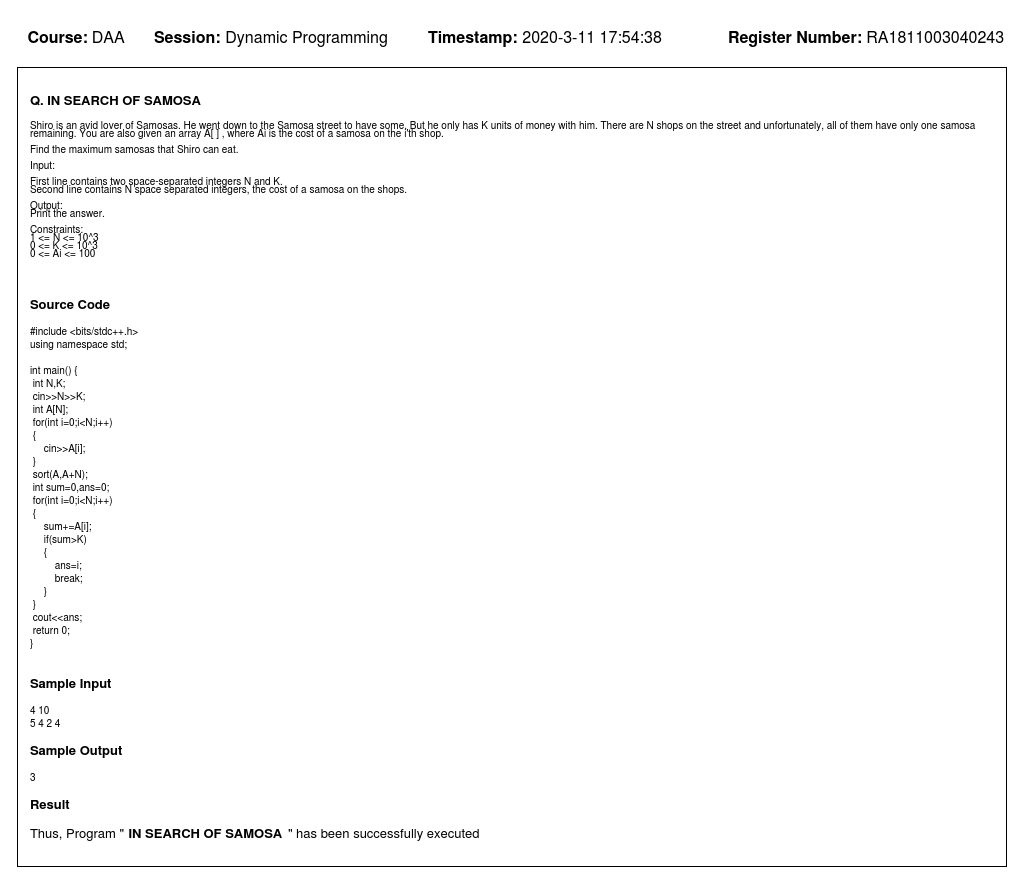 Course: DAA Session: Dynamic Programming Timestamp: 2020-3-11 17:54:38 Register Number: RA1811003040243
Q. IN SEARCH OF SAMOSA
Shiro is an avid lover of Samosas. He went down to the Samosa street to have some. But he only has K units of money with him. There are N shops on the street and unfortunately, all of them have only one samosa
remaining. You are also given an array A[ ] , where Ai is the cost of a samosa on the i'th shop.
Find the maximum samosas that Shiro can eat.
Input:
First line contains two space-separated integers N and K.
Second line contains N space separated integers, the cost of a samosa on the shops.
Output:
Print the answer.
Constraints:
1 <= N <= 10^3
0 <= K <= 10^3
0 <= Ai <= 100
Source Code
#include <bits/stdc++.h>
using namespace std;
int main() {
int N,K;
cin>>N>>K;
int A[N];
for(int i=0;i<N;i++)
{
cin>>A[i];
}
sort(A,A+N);
int sum=0,ans=0;
for(int i=0;i<N;i++)
{
sum+=A[i];
if(sum>K)
{
ans=i;
break;
}
}
cout<<ans;
return 0;
}
Sample Input
4 10
5 4 2 4
Sample Output
3
Result
Thus, Program " IN SEARCH OF SAMOSA " has been successfully executed